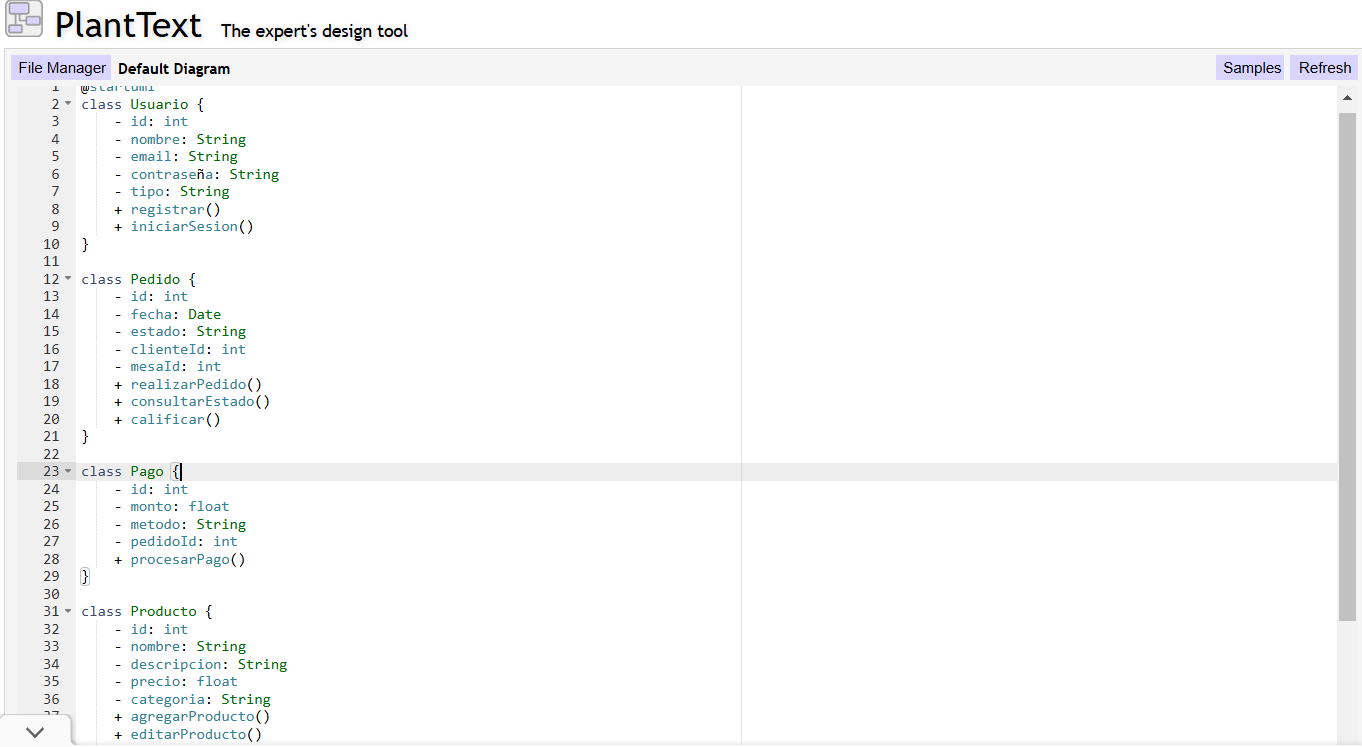 PlantText The expert's design tool
File Manager Default Diagram Samples Refresh
1 @startuml
2 class Usuario {
3 - id: int
4 - nombre: String
5 - email: String
6 - contraseña: String
7 - tipo: String
8 + registrar()
9 + iniciarSesion()
10 }
11
12 class Pedido {
13 - id: int
14 - fecha: Date
15 - estado: String
16 - clienteId: int
17 - mesaId: int
18 + realizarPedido()
19 + consultarEstado()
20 + calificar()
21 }
22
23 class Pago {
24 - id: int
25 - monto: float
26 - metodo: String
27 - pedidoId: int
28 + procesarPago()
29 }
30
31 class Producto {
32 - id: int
33 - nombre: String
34 - descripcion: String
35 - precio: float
36 - categoria: String
37 + agregarProducto()
+ editarProducto()